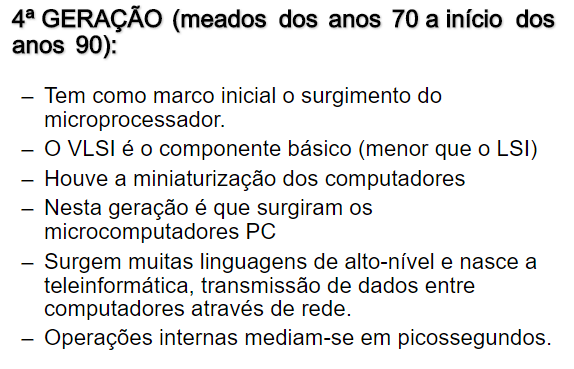 4ª GERAÇÃO (meados dos anos 70 a início dos
anos 90):
– Tem como marco inicial o surgimento do
microprocessador.
– O VLSI é o componente básico (menor que o LSI)
– Houve a miniaturização dos computadores
– Nesta geração é que surgiram os
microcomputadores PC
– Surgem muitas linguagens de alto-nível e nasce a
teleinformática, transmissão de dados entre
computadores através de rede.
– Operações internas mediam-se em picossegundos.